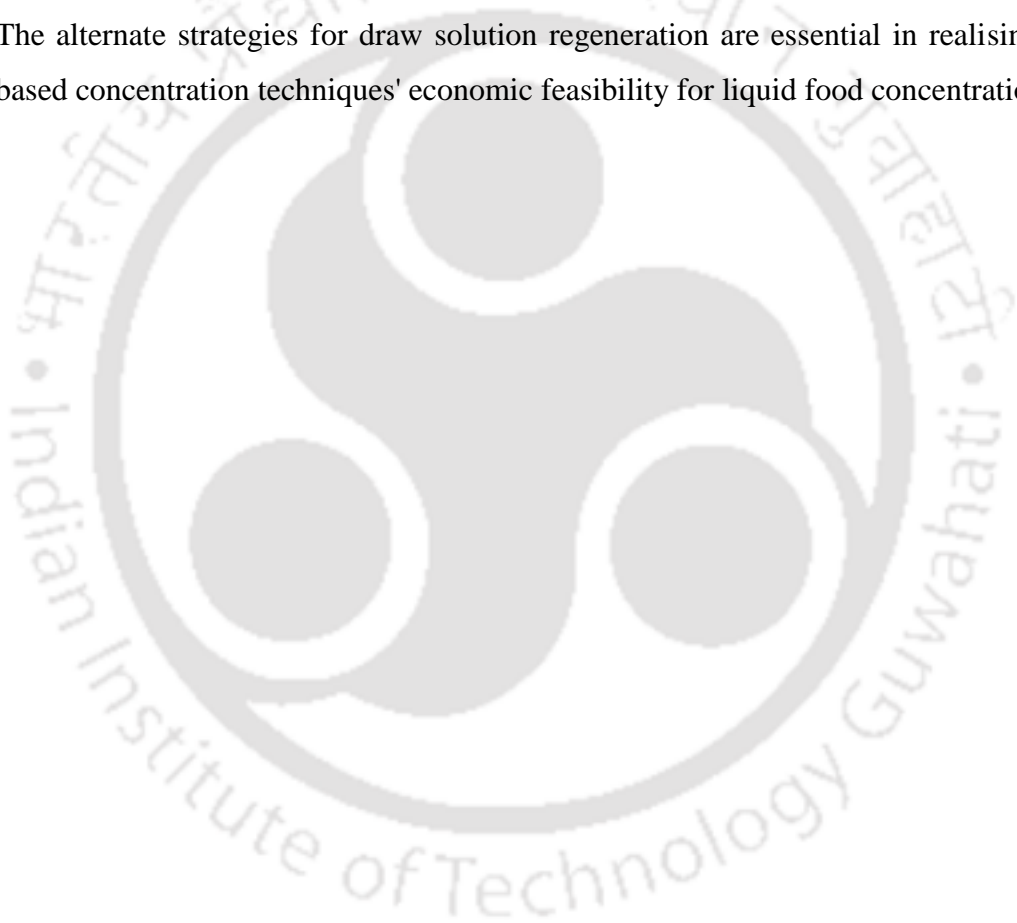 The alternate strategies for draw solution regeneration are essential in realisin
based concentration techniques' economic feasibility for liquid food concentratio
भारतीय गुवाहाटी
Indian Institute of Technology Guwahati